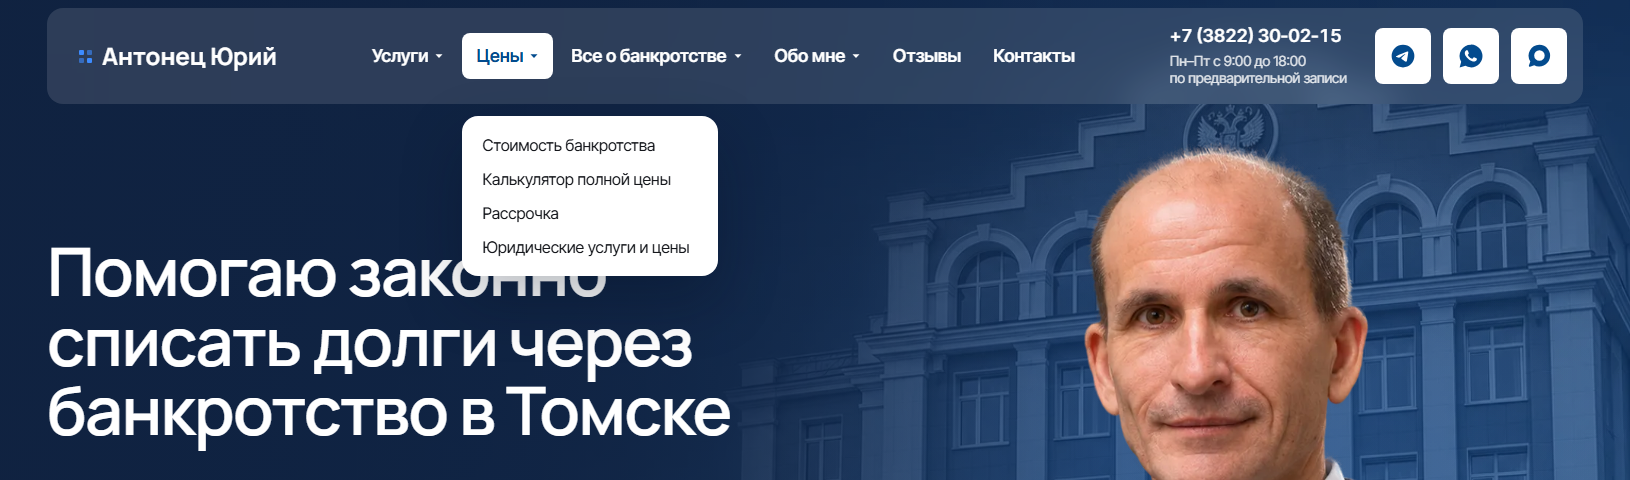 Антонец Юрий
Услуги
Цены
Все о банкротстве
Обо мне
Отзывы
Контакты
+7 (3822) 30-02-15
Пн–Пт с 9:00 до 18:00
по предварительной записи
Стоимость банкротства
Калькулятор полной цены
Рассрочка
Юридические услуги и цены
Помогаю законно
списать долги через
банкротство в Томске